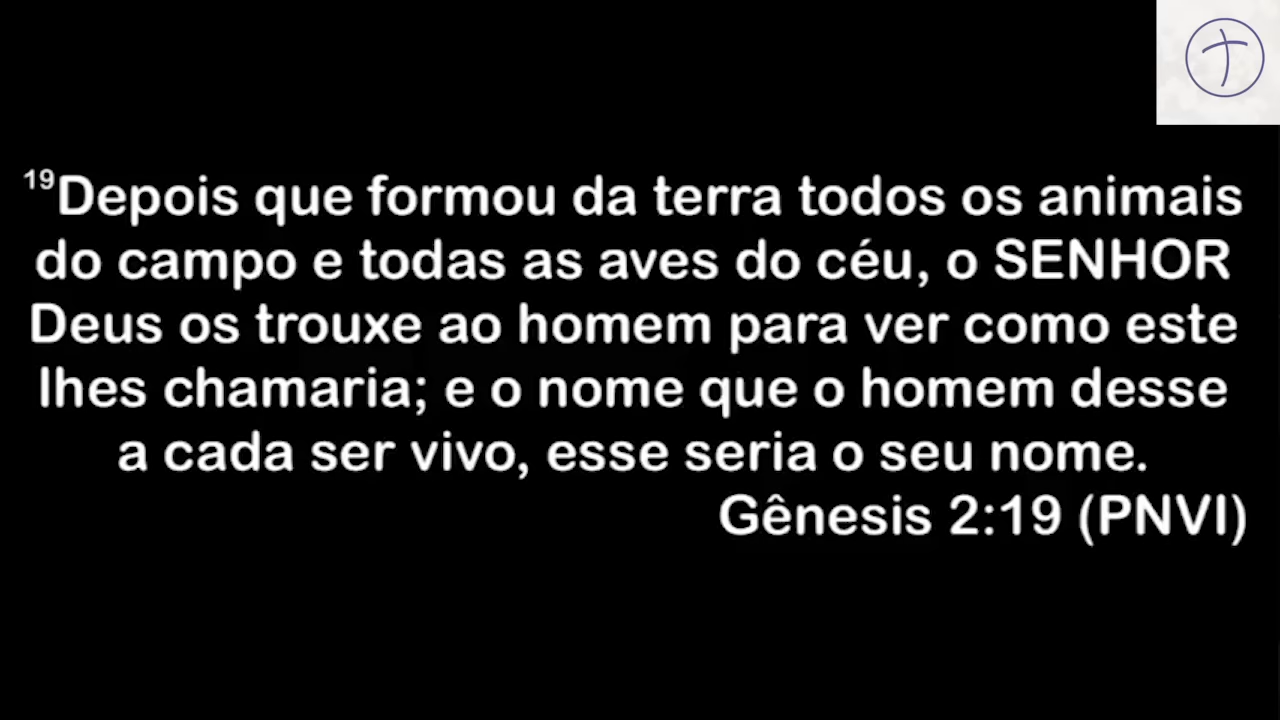 ¹⁹Depois que formou da terra todos os animais
do campo e todas as aves do céu, o SENHOR
Deus os trouxe ao homem para ver como este
lhes chamaria; e o nome que o homem desse
a cada ser vivo, esse seria o seu nome.
Gênesis 2:19 (PNVI)